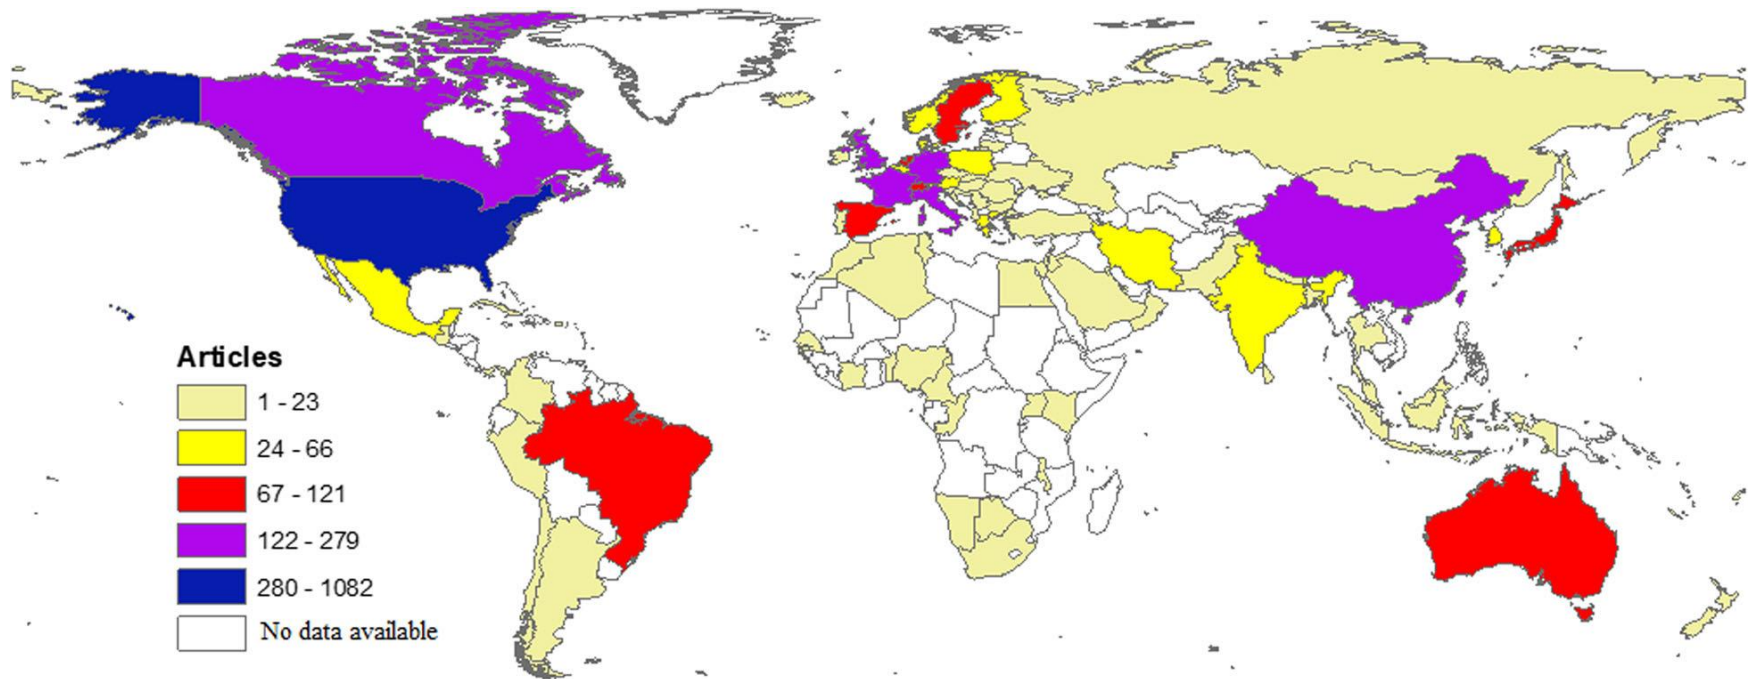 Articles
1 - 23
24 - 66
67 - 121
122 - 279
280 - 1082
No data available